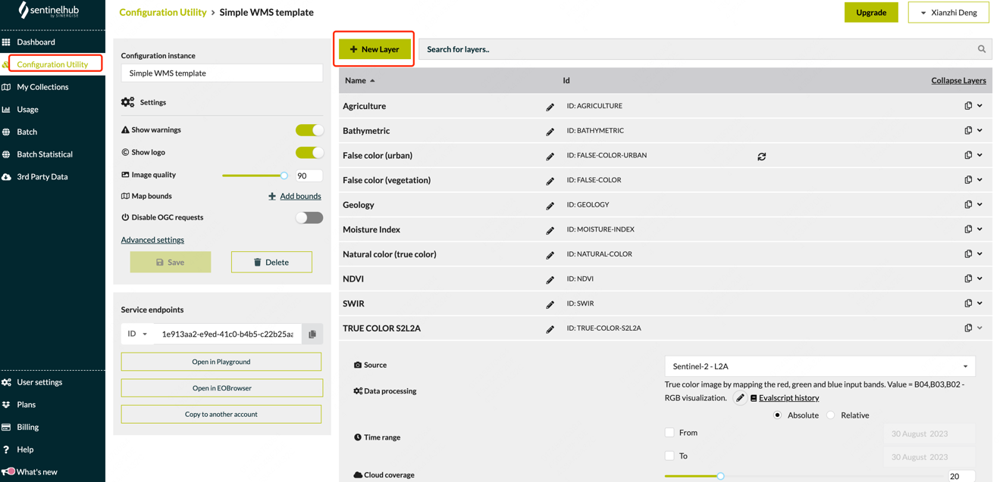 sentinelhub
by SINERGISE
Dashboard
Configuration Utility
My Collections
Usage
Batch
Batch Statistical
3rd Party Data
User settings
Plans
Billing
Help
What's new
Configuration Utility > Simple WMS template
Upgrade
Xianzhi Deng
Configuration instance
Simple WMS template
Settings
Show warnings
Show logo
Image quality 90
Map bounds + Add bounds
Disable OGC requests
Advanced settings
Save Delete
Service endpoints
ID 1e913aa2-e9ed-41c0-b4b5-c22b25aa
Open in Playground
Open in EOBrowser
Copy to another account
+ New Layer Search for layers..
Name Id Collapse Layers
Agriculture ID: AGRICULTURE
Bathymetric ID: BATHYMETRIC
False color (urban) ID: FALSE-COLOR-URBAN
False color (vegetation) ID: FALSE-COLOR
Geology ID: GEOLOGY
Moisture Index ID: MOISTURE-INDEX
Natural color (true color) ID: NATURAL-COLOR
NDVI ID: NDVI
SWIR ID: SWIR
TRUE COLOR S2L2A ID: TRUE-COLOR-S2L2A
Source Sentinel-2 - L2A
Data processing True color image by mapping the red, green and blue input bands. Value = B04,B03,B02 -
RGB visualization. Evalscript history
Absolute Relative
Time range
From 30 August 2023
To 30 August 2023
Cloud coverage 20